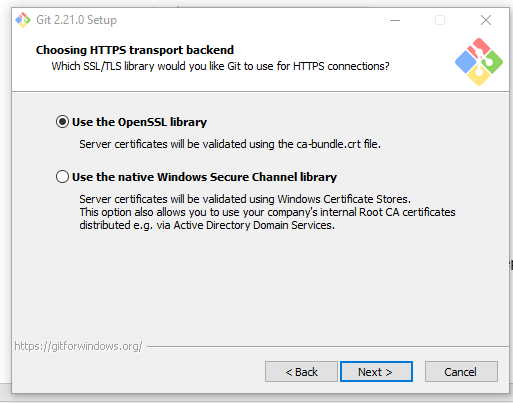 Git 2.21.0 Setup
Choosing HTTPS transport backend
Which SSL/TLS library would you like Git to use for HTTPS connections?
Use the OpenSSL library
Server certificates will be validated using the ca-bundle.crt file.
Use the native Windows Secure Channel library
Server certificates will be validated using Windows Certificate Stores.
This option also allows you to use your company's internal Root CA certificates
distributed e.g. via Active Directory Domain Services.
https://gitforwindows.org/
< Back
Next >
Cancel